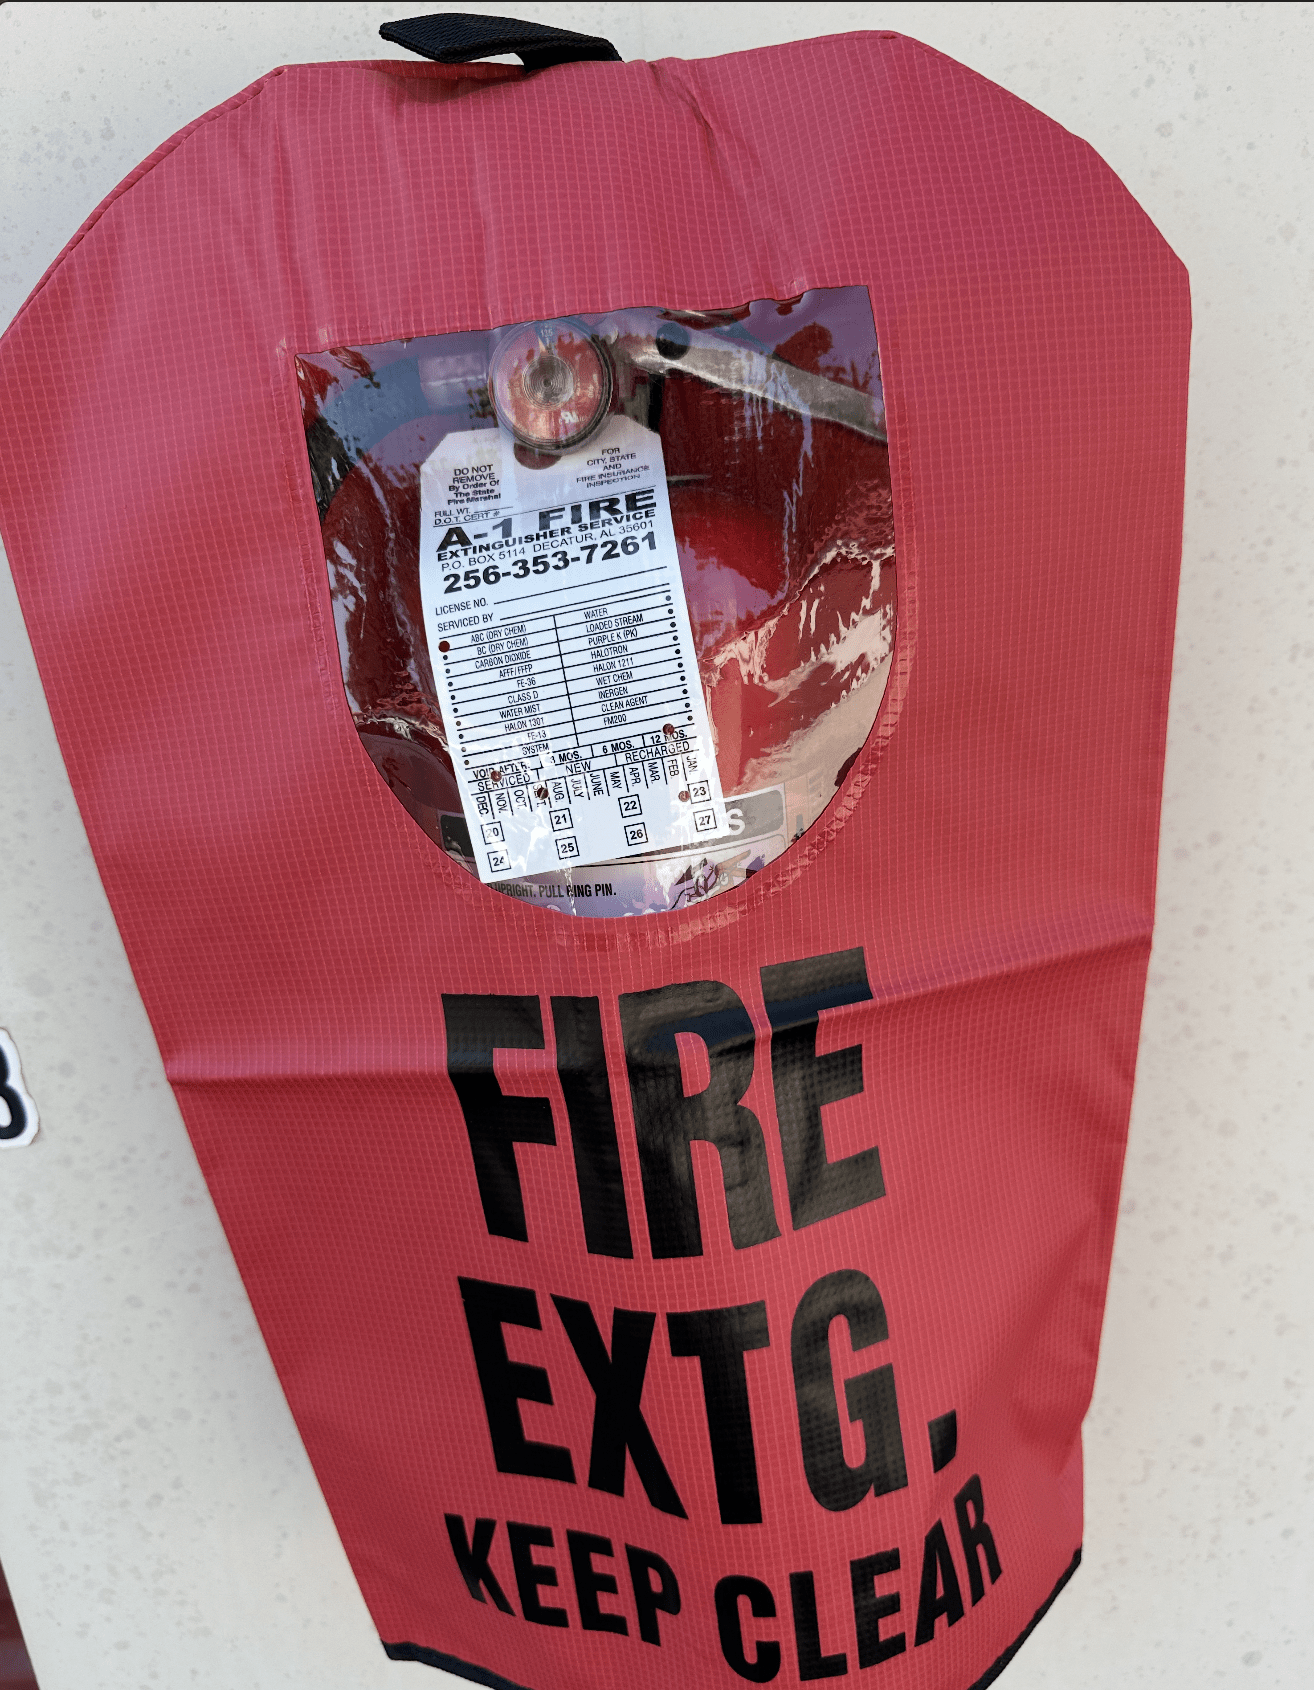 125
UL
DO NOT
REMOVE
By Order Of
The State
Fire Marshal
FOR
CITY, STATE
AND
FIRE INSURANCE
INSPECTION
FULL WT.
D.O.T. CERT #
A-1 FIRE
EXTINGUISHER SERVICE
P.O. BOX 5114 DECATUR, AL 35601
256-353-7261
LICENSE NO.
SERVICED BY
ABC (DRY CHEM) WATER
BC (DRY CHEM) LOADED STREAM
CARBON DIOXIDE PURPLE K (PK)
AFFF/FFFP HALOTRON
FE-36 HALON 1211
CLASS D WET CHEM
WATER MIST INERGEN
HALON 1301 CLEAN AGENT
FE-13 FM200
SYSTEM
VOID AFTER MOS. 6 MOS. 12 MOS.
SERVICED NEW RECHARGED
DEC. NOV. OCT. AUG. JULY JUNE MAY APR. MAR. FEB JAN.
20 21 22 23
24 25 26 27
S
UPRIGHT. PULL RING PIN.
FIRE
EXTG.
KEEP CLEAR